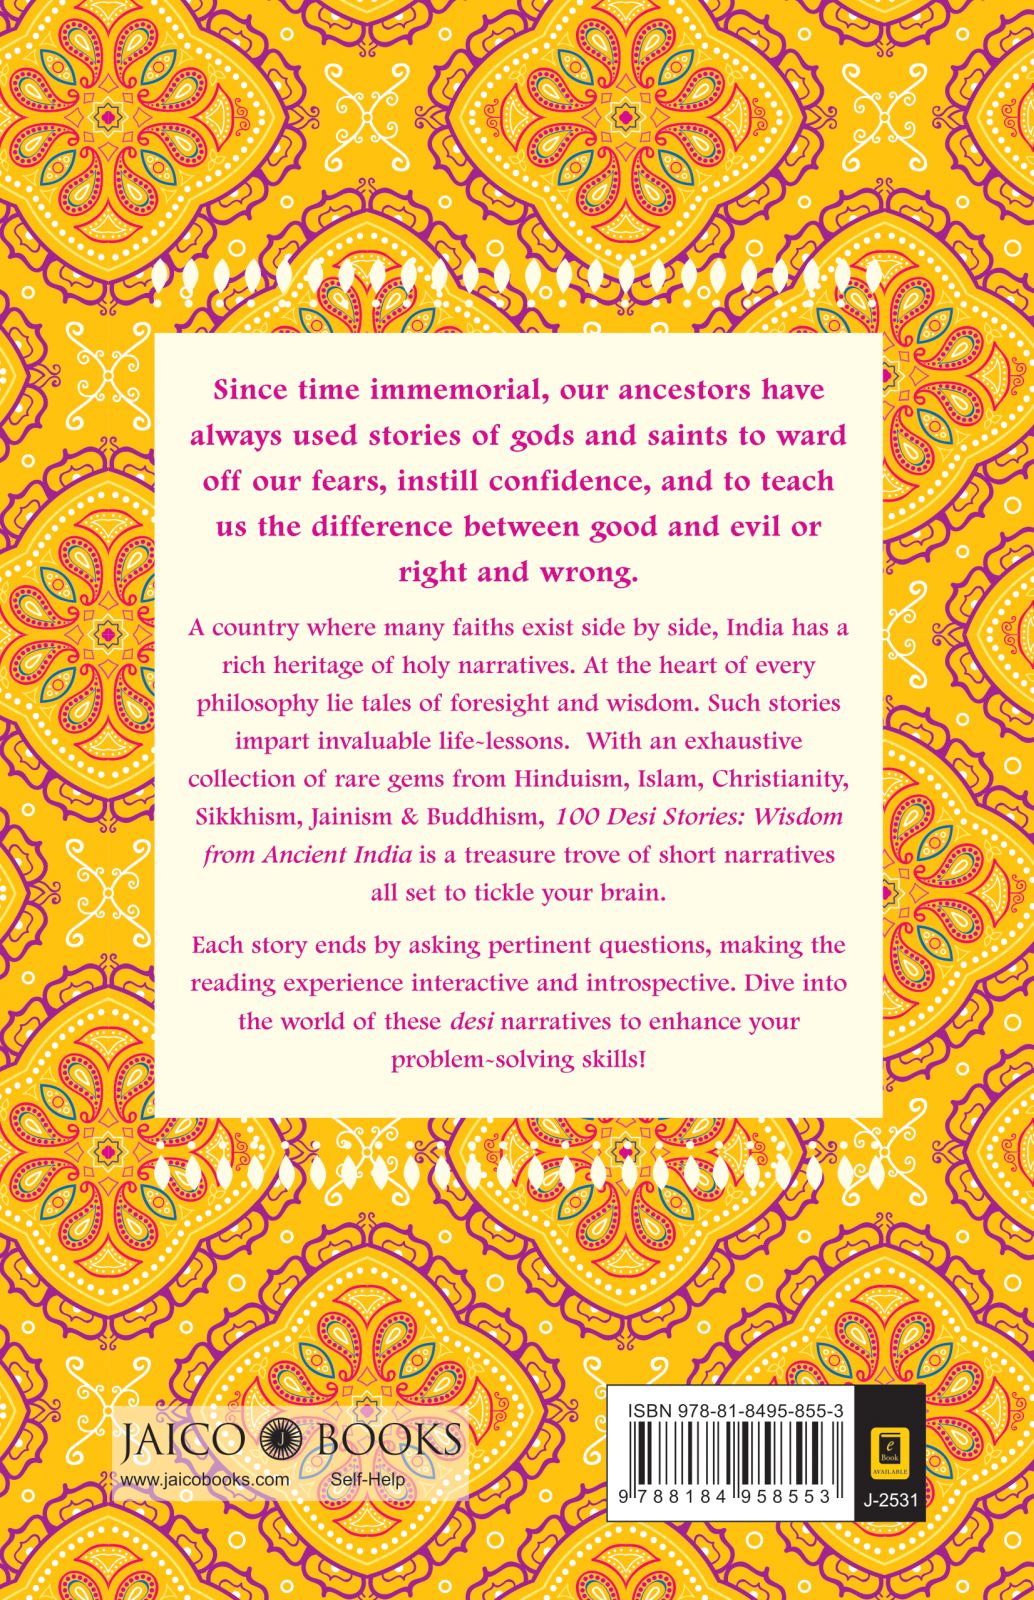 Since time immemorial, our ancestors have
always used stories of gods and saints to ward
off our fears, instill confidence, and to teach
us the difference between good and evil or
right and wrong.
A country where many faiths exist side by side, India has a
rich heritage of holy narratives. At the heart of every
philosophy lie tales of foresight and wisdom. Such stories
impart invaluable life-lessons.  With an exhaustive
collection of rare gems from Hinduism, Islam, Christianity,
Sikkhism, Jainism & Buddhism, 100 Desi Stories: Wisdom
from Ancient India is a treasure trove of short narratives
all set to tickle your brain.
Each story ends by asking pertinent questions, making the
reading experience interactive and introspective. Dive into
the world of these desi narratives to enhance your
problem-solving skills!
JAICO J BOOKS
www.jaicobooks.com Self-Help
ISBN 978-81-8495-855-3
9 788184 958553
e
Book
AVAILABLE
J-2531